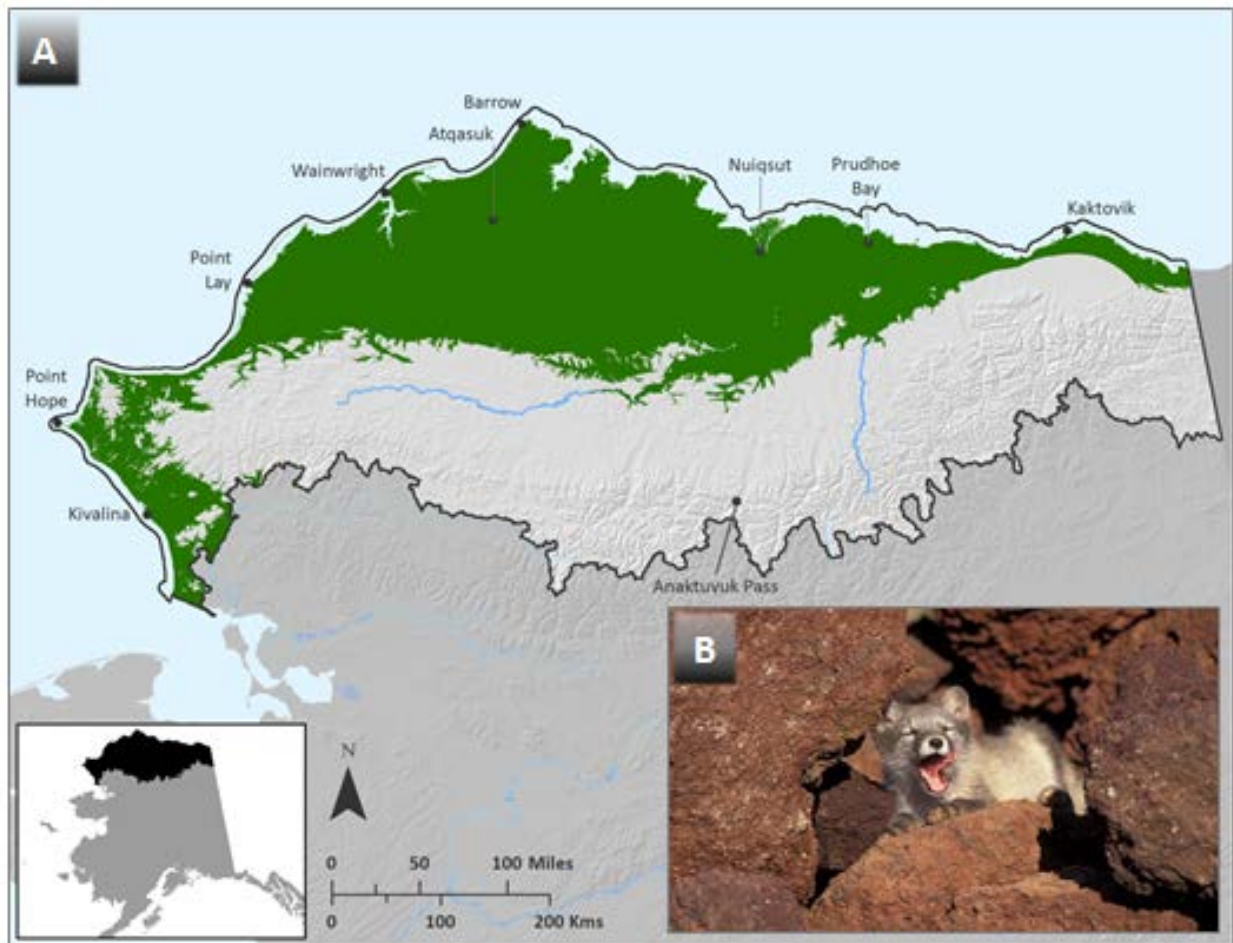 A
Barrow
Atqasuk
Wainwright
Nuiqsut
Prudhoe
Bay
Kaktovik
Point
Lay
Point
Hope
Kivalina
Anaktuvuk Pass
B
N
0 50 100 Miles
0 100 200 Kms